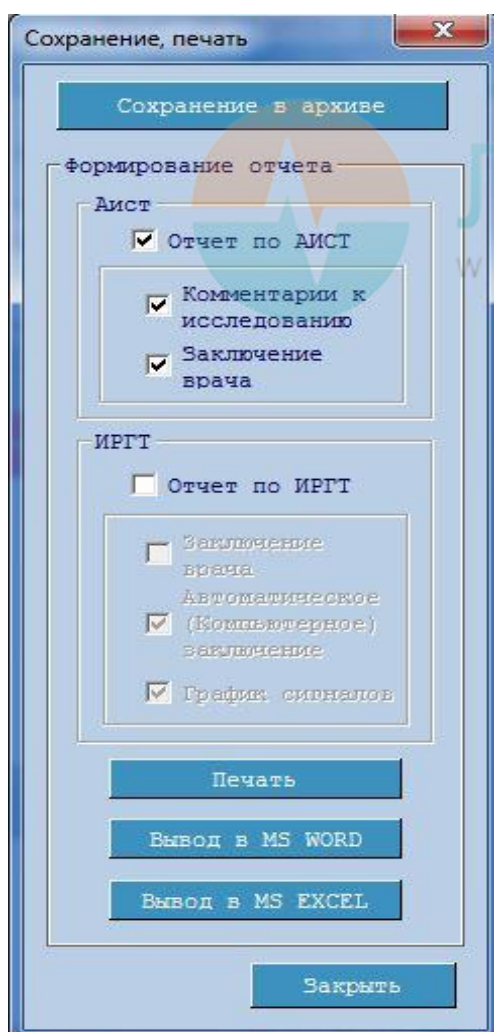 Сохранение, печать
Сохранение в архиве
Формирование отчета
Аист
Отчет по АИСТ
Комментарии к
исследованию
Заключение
врача
ИРГТ
Отчет по ИРГТ
Заключение
врача
Автоматическое
(Компьютерное)
заключение
График сигналов
Печать
Вывод в MS WORD
Вывод в MS EXCEL
Закрыть